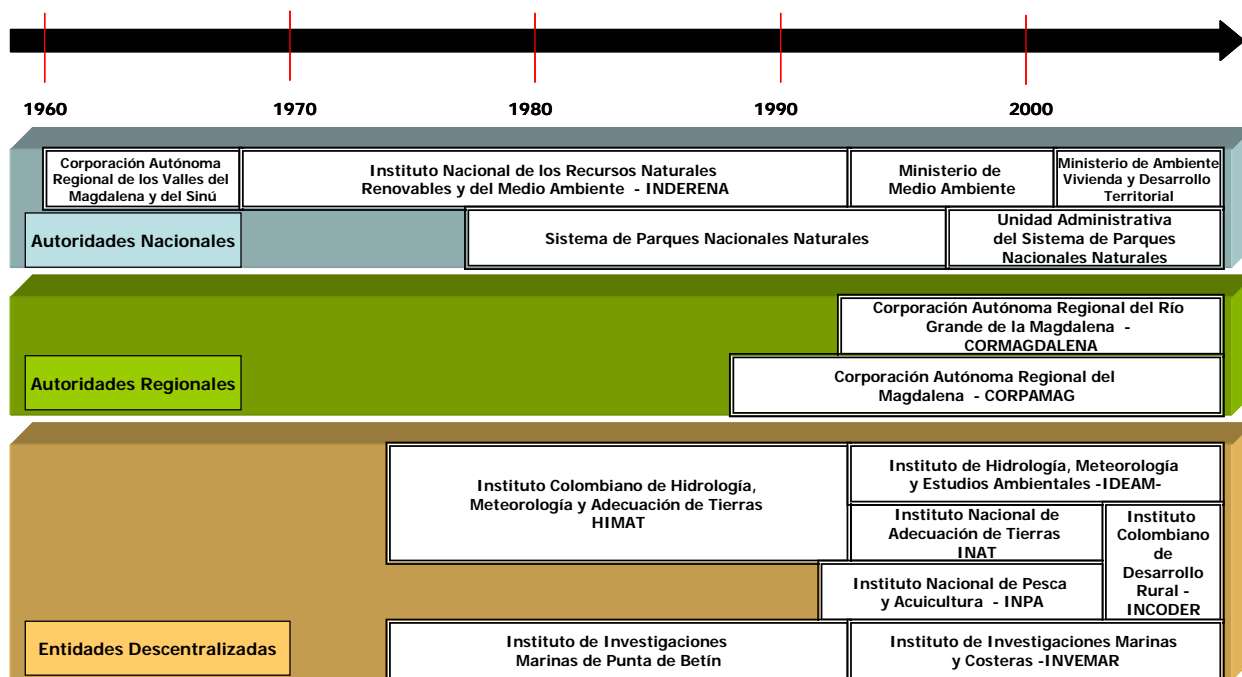 1960
1970
1980
1990
2000
Corporación Autónoma
Regional de los Valles del
Magdalena y del Sinú
Instituto Nacional de los Recursos Naturales
Renovables y del Medio Ambiente - INDERENA
Ministerio de
Medio Ambiente
Ministerio de Ambiente
Vivienda y Desarrollo
Territorial
Autoridades Nacionales
Sistema de Parques Nacionales Naturales
Unidad Administrativa
del Sistema de Parques
Nacionales Naturales
Corporación Autónoma Regional del Río
Grande de la Magdalena -
CORMAGDALENA
Autoridades Regionales
Corporación Autónoma Regional del
Magdalena - CORPAMAG
Instituto Colombiano de Hidrología,
Meteorología y Adecuación de Tierras
HIMAT
Instituto de Hidrología, Meteorología
y Estudios Ambientales -IDEAM-
Instituto Nacional de
Adecuación de Tierras
INAT
Instituto
Colombiano
de
Desarrollo
Rural -
INCODER
Instituto Nacional de Pesca
y Acuicultura - INPA
Entidades Descentralizadas
Instituto de Investigaciones
Marinas de Punta de Betín
Instituto de Investigaciones Marinas
y Costeras -INVEMAR